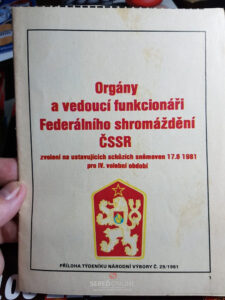 Orgány
a vedoucí funkcionáři
Federálního shromáždění
ČSSR
zvolení na ustavujících schůzích sněmoven 17.6 1981
pro IV. volební období
PŘÍLOHA TÝDENÍKU NÁRODNÍ VÝBORY Č. 29/1981